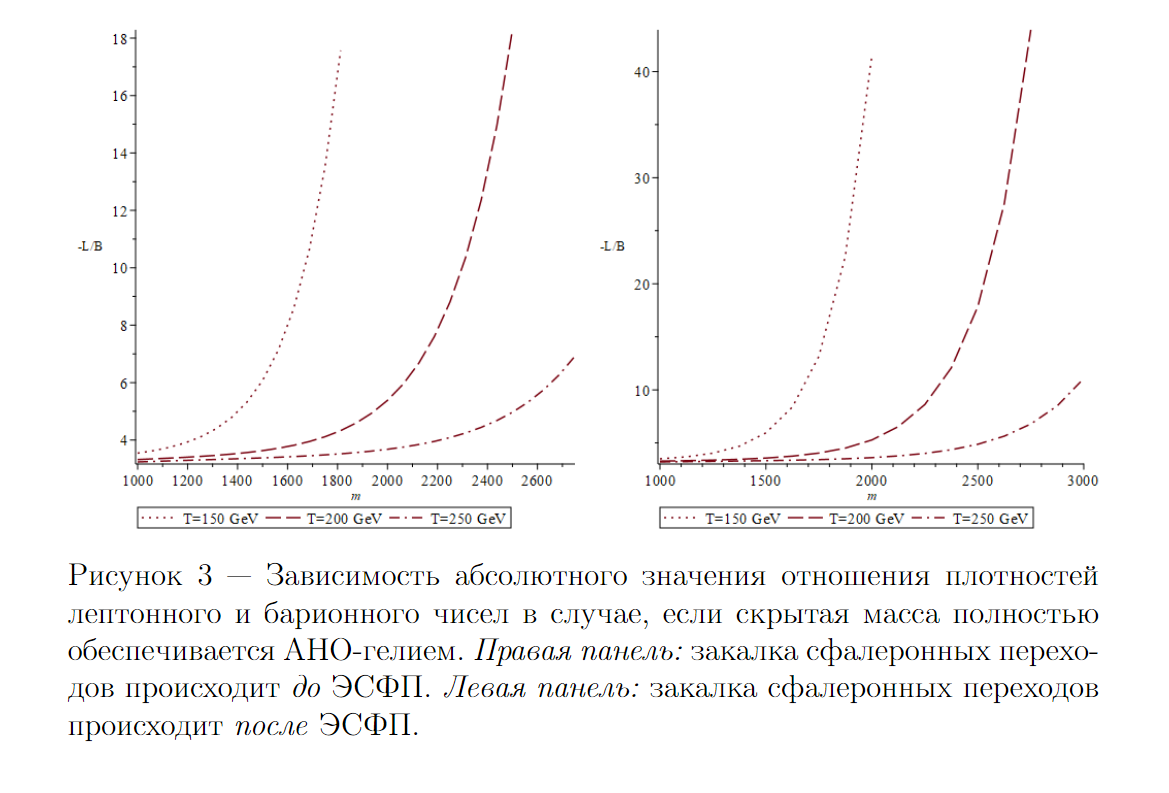 18
16
14
12
-L/B
10
8
6
4
1000 1200 1400 1600 1800 2000 2200 2400 2600
m
T=150 GeV T=200 GeV T=250 GeV
40
30
-L/B
20
10
1000 1500 2000 2500 3000
m
T=150 GeV T=200 GeV T=250 GeV
Рисунок 3 — Зависимость абсолютного значения отношения плотностей
лептонного и барионного чисел в случае, если скрытая масса полностью
обеспечивается АНО-гелием. Правая панель: закалка сфалеронных перехо-
дов происходит до ЭСФП. Левая панель: закалка сфалеронных переходов
происходит после ЭСФП.